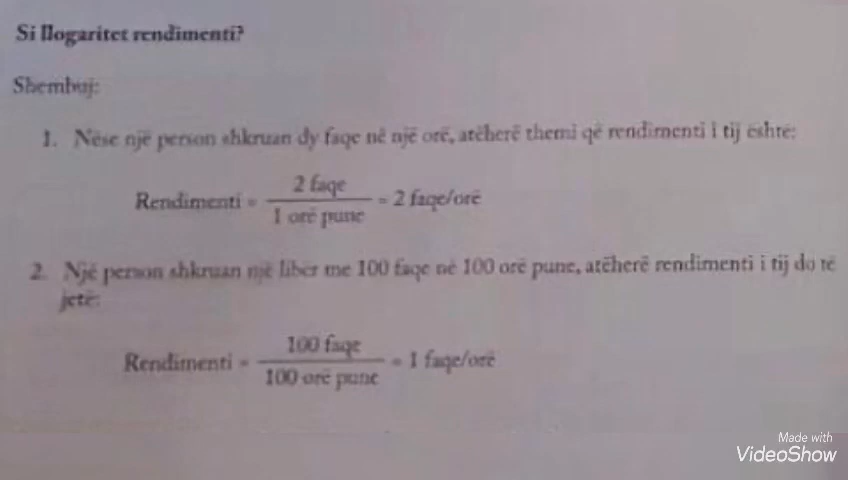 Si llogaritet rendimenti?
Shembuj:
1. Nëse një person shkruan dy faqe në një orë, atëherë themi që rendimenti i tij është:
Rendimenti = 2 faqe / 1 orë pune = 2 faqe/orë
2. Një person shkruan një libër me 100 faqe në 100 orë pune, atëherë rendimenti i tij do të
jetë:
Rendimenti = 100 faqe / 100 orë pune = 1 faqe/orë
Made with
VideoShow